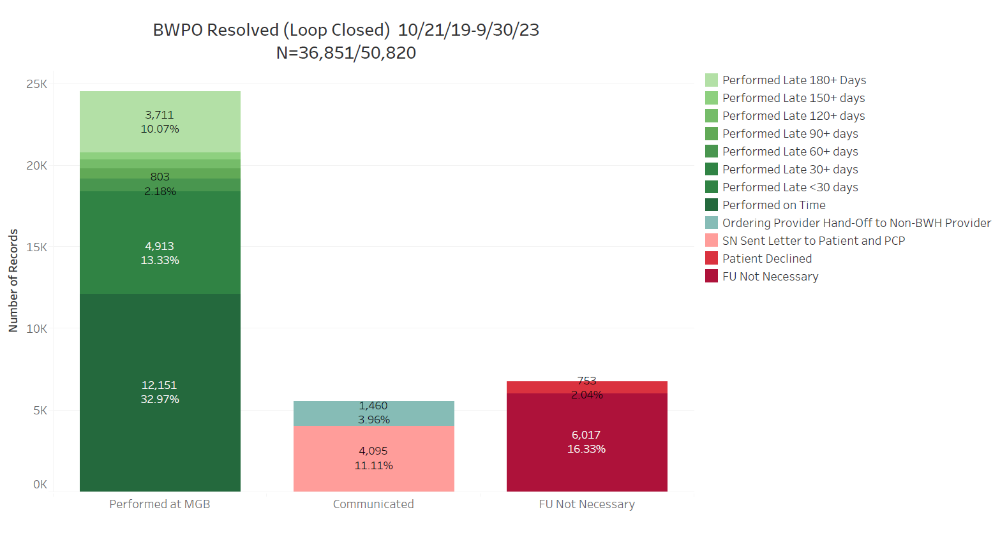 BWPO Resolved (Loop Closed) 10/21/19-9/30/23
N=36,851/50,820
25K
20K
15K
10K
5K
0K
Number of Records
3,711
10.07%
803
2.18%
4,913
13.33%
12,151
32.97%
1,460
3.96%
4,095
11.11%
753
2.04%
6,017
16.33%
Performed at MGB
Communicated
FU Not Necessary
Performed Late 180+ Days
Performed Late 150+ days
Performed Late 120+ days
Performed Late 90+ days
Performed Late 60+ days
Performed Late 30+ days
Performed Late <30 days
Performed on Time
Ordering Provider Hand-Off to Non-BWH Provider
SN Sent Letter to Patient and PCP
Patient Declined
FU Not Necessary